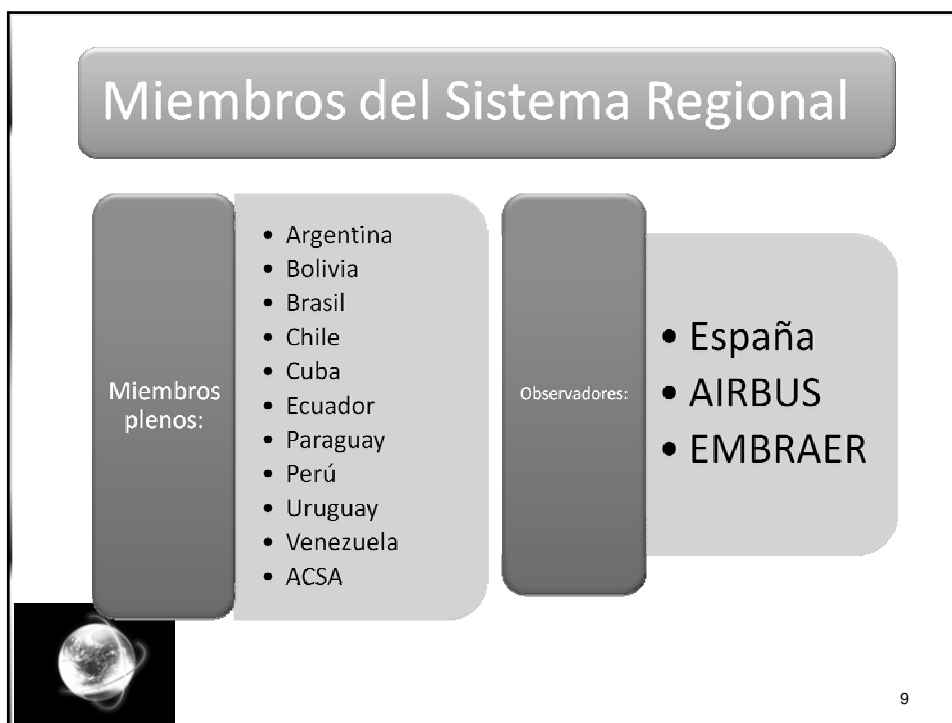 Miembros del Sistema Regional
Miembros
plenos:
• Argentina
• Bolivia
• Brasil
• Chile
• Cuba
• Ecuador
• Paraguay
• Perú
• Uruguay
• Venezuela
• ACSA
Observadores:
• España
• AIRBUS
• EMBRAER
9